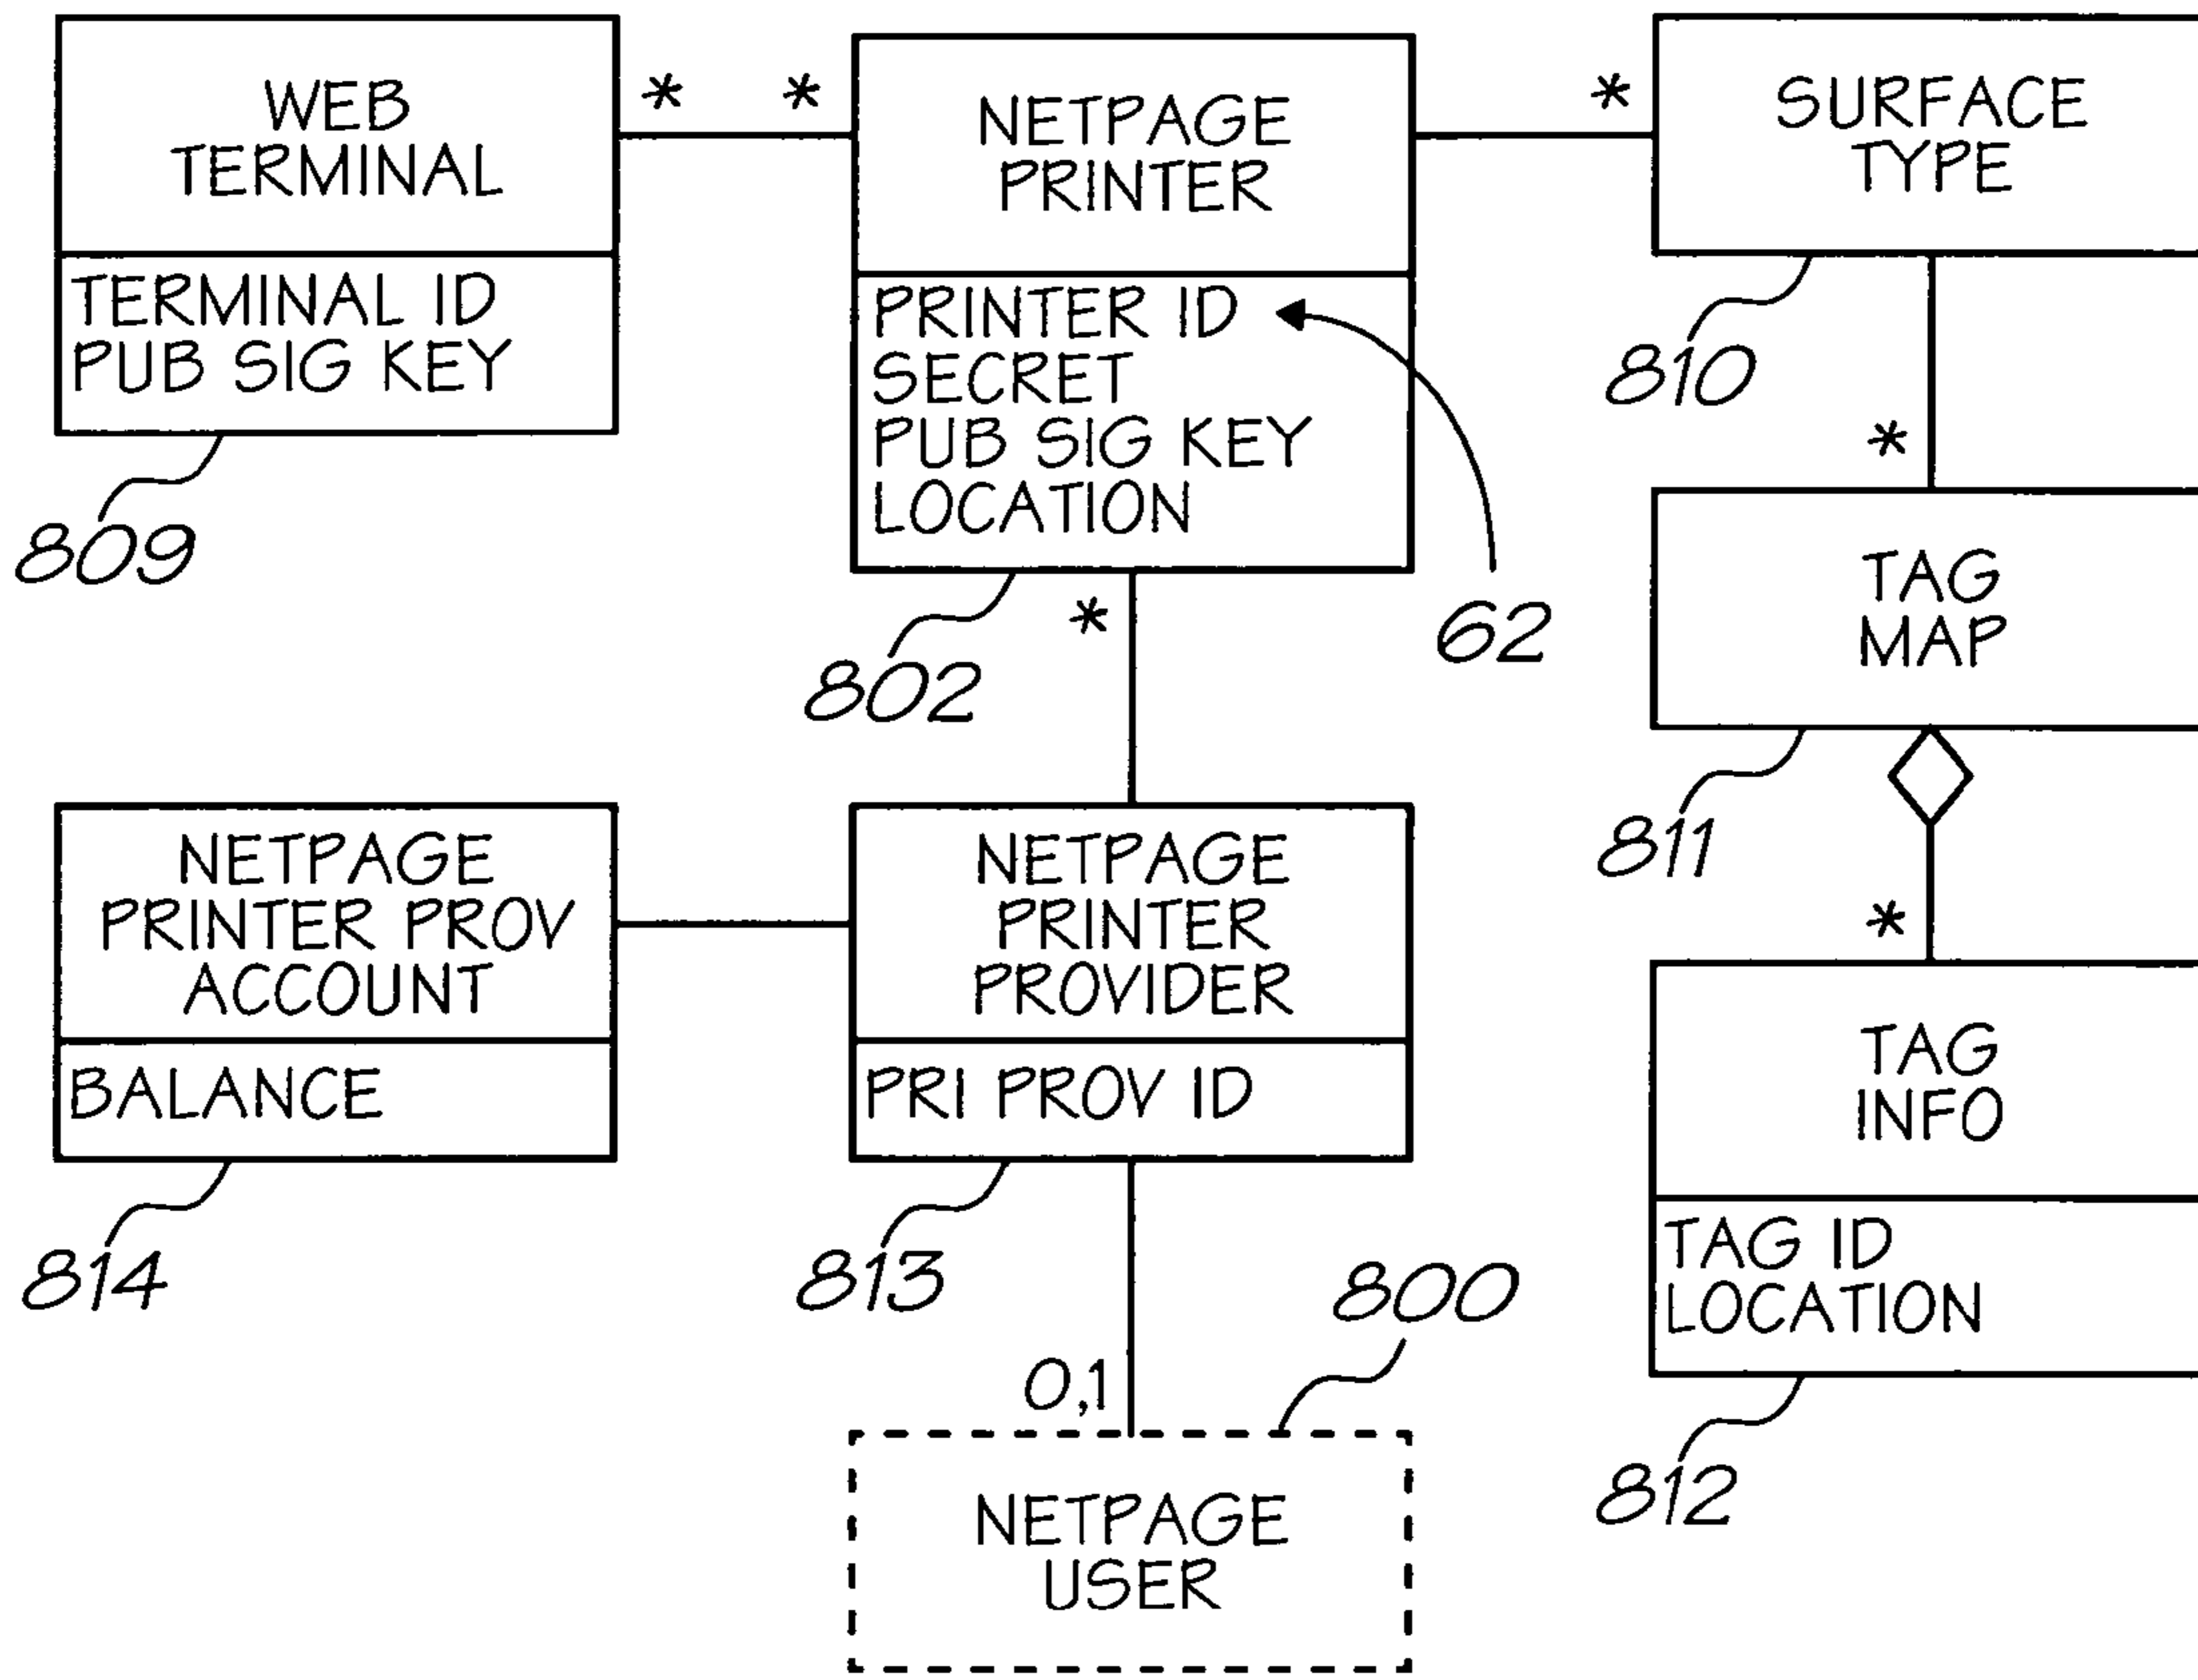 WEB
TERMINAL
TERMINAL ID
PUB SIG KEY
809
*
*
NETPAGE
PRINTER
PRINTER ID
SECRET
PUB SIG KEY
LOCATION
62
802
*
*
SURFACE
TYPE
810
*
TAG
MAP
811
*
TAG
INFO
TAG ID
LOCATION
812
NETPAGE
PRINTER PROV
ACCOUNT
BALANCE
814
NETPAGE
PRINTER
PROVIDER
PRI PROV ID
813
800
0,1
NETPAGE
USER